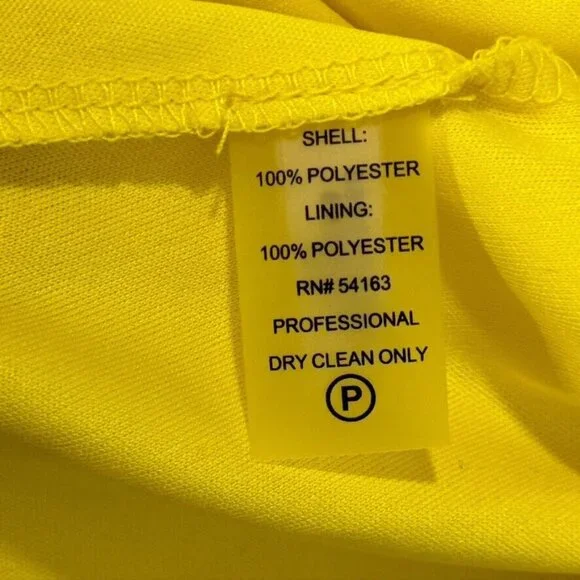 SHELL:
100% POLYESTER
LINING:
100% POLYESTER
RN# 54163
PROFESSIONAL
DRY CLEAN ONLY
P